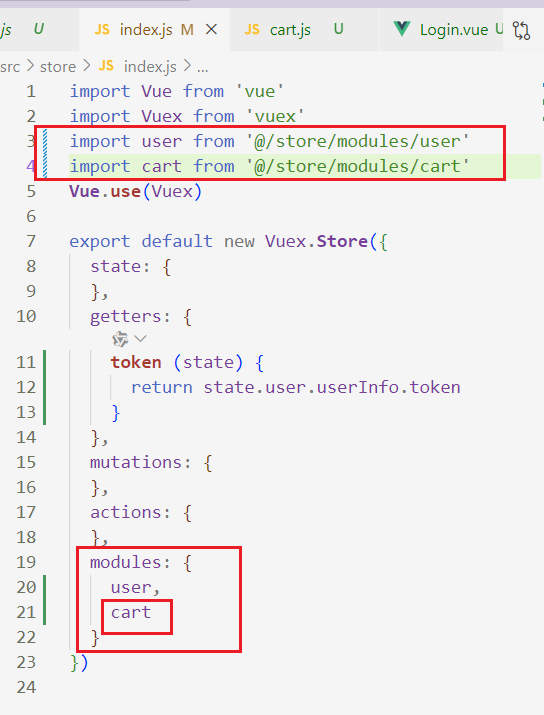 js U JS index.js M × JS cart.js U Login.vue U
src > store > JS index.js > ...
1 import Vue from 'vue'
2 import Vuex from 'vuex'
3 import user from '@/store/modules/user'
4 import cart from '@/store/modules/cart'
5 Vue.use(Vuex)
6
7 export default new Vuex.Store({
8 state: {
9 },
10 getters: {
11 token (state) {
12 return state.user.userInfo.token
13 }
14 },
15 mutations: {
16 },
17 actions: {
18 },
19 modules: {
20 user,
21 cart
22 }
23 })
24